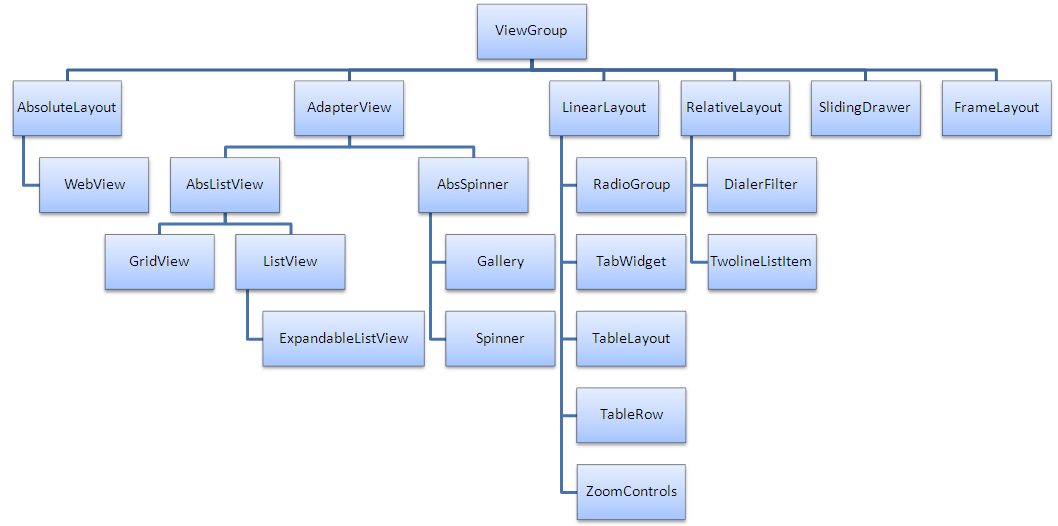 ViewGroup
AbsoluteLayout
AdapterView
LinearLayout
RelativeLayout
SlidingDrawer
FrameLayout
WebView
AbsListView
AbsSpinner
RadioGroup
DialerFilter
GridView
ListView
Gallery
TabWidget
TwolineListItem
ExpandableListView
Spinner
TableLayout
TableRow
ZoomControls